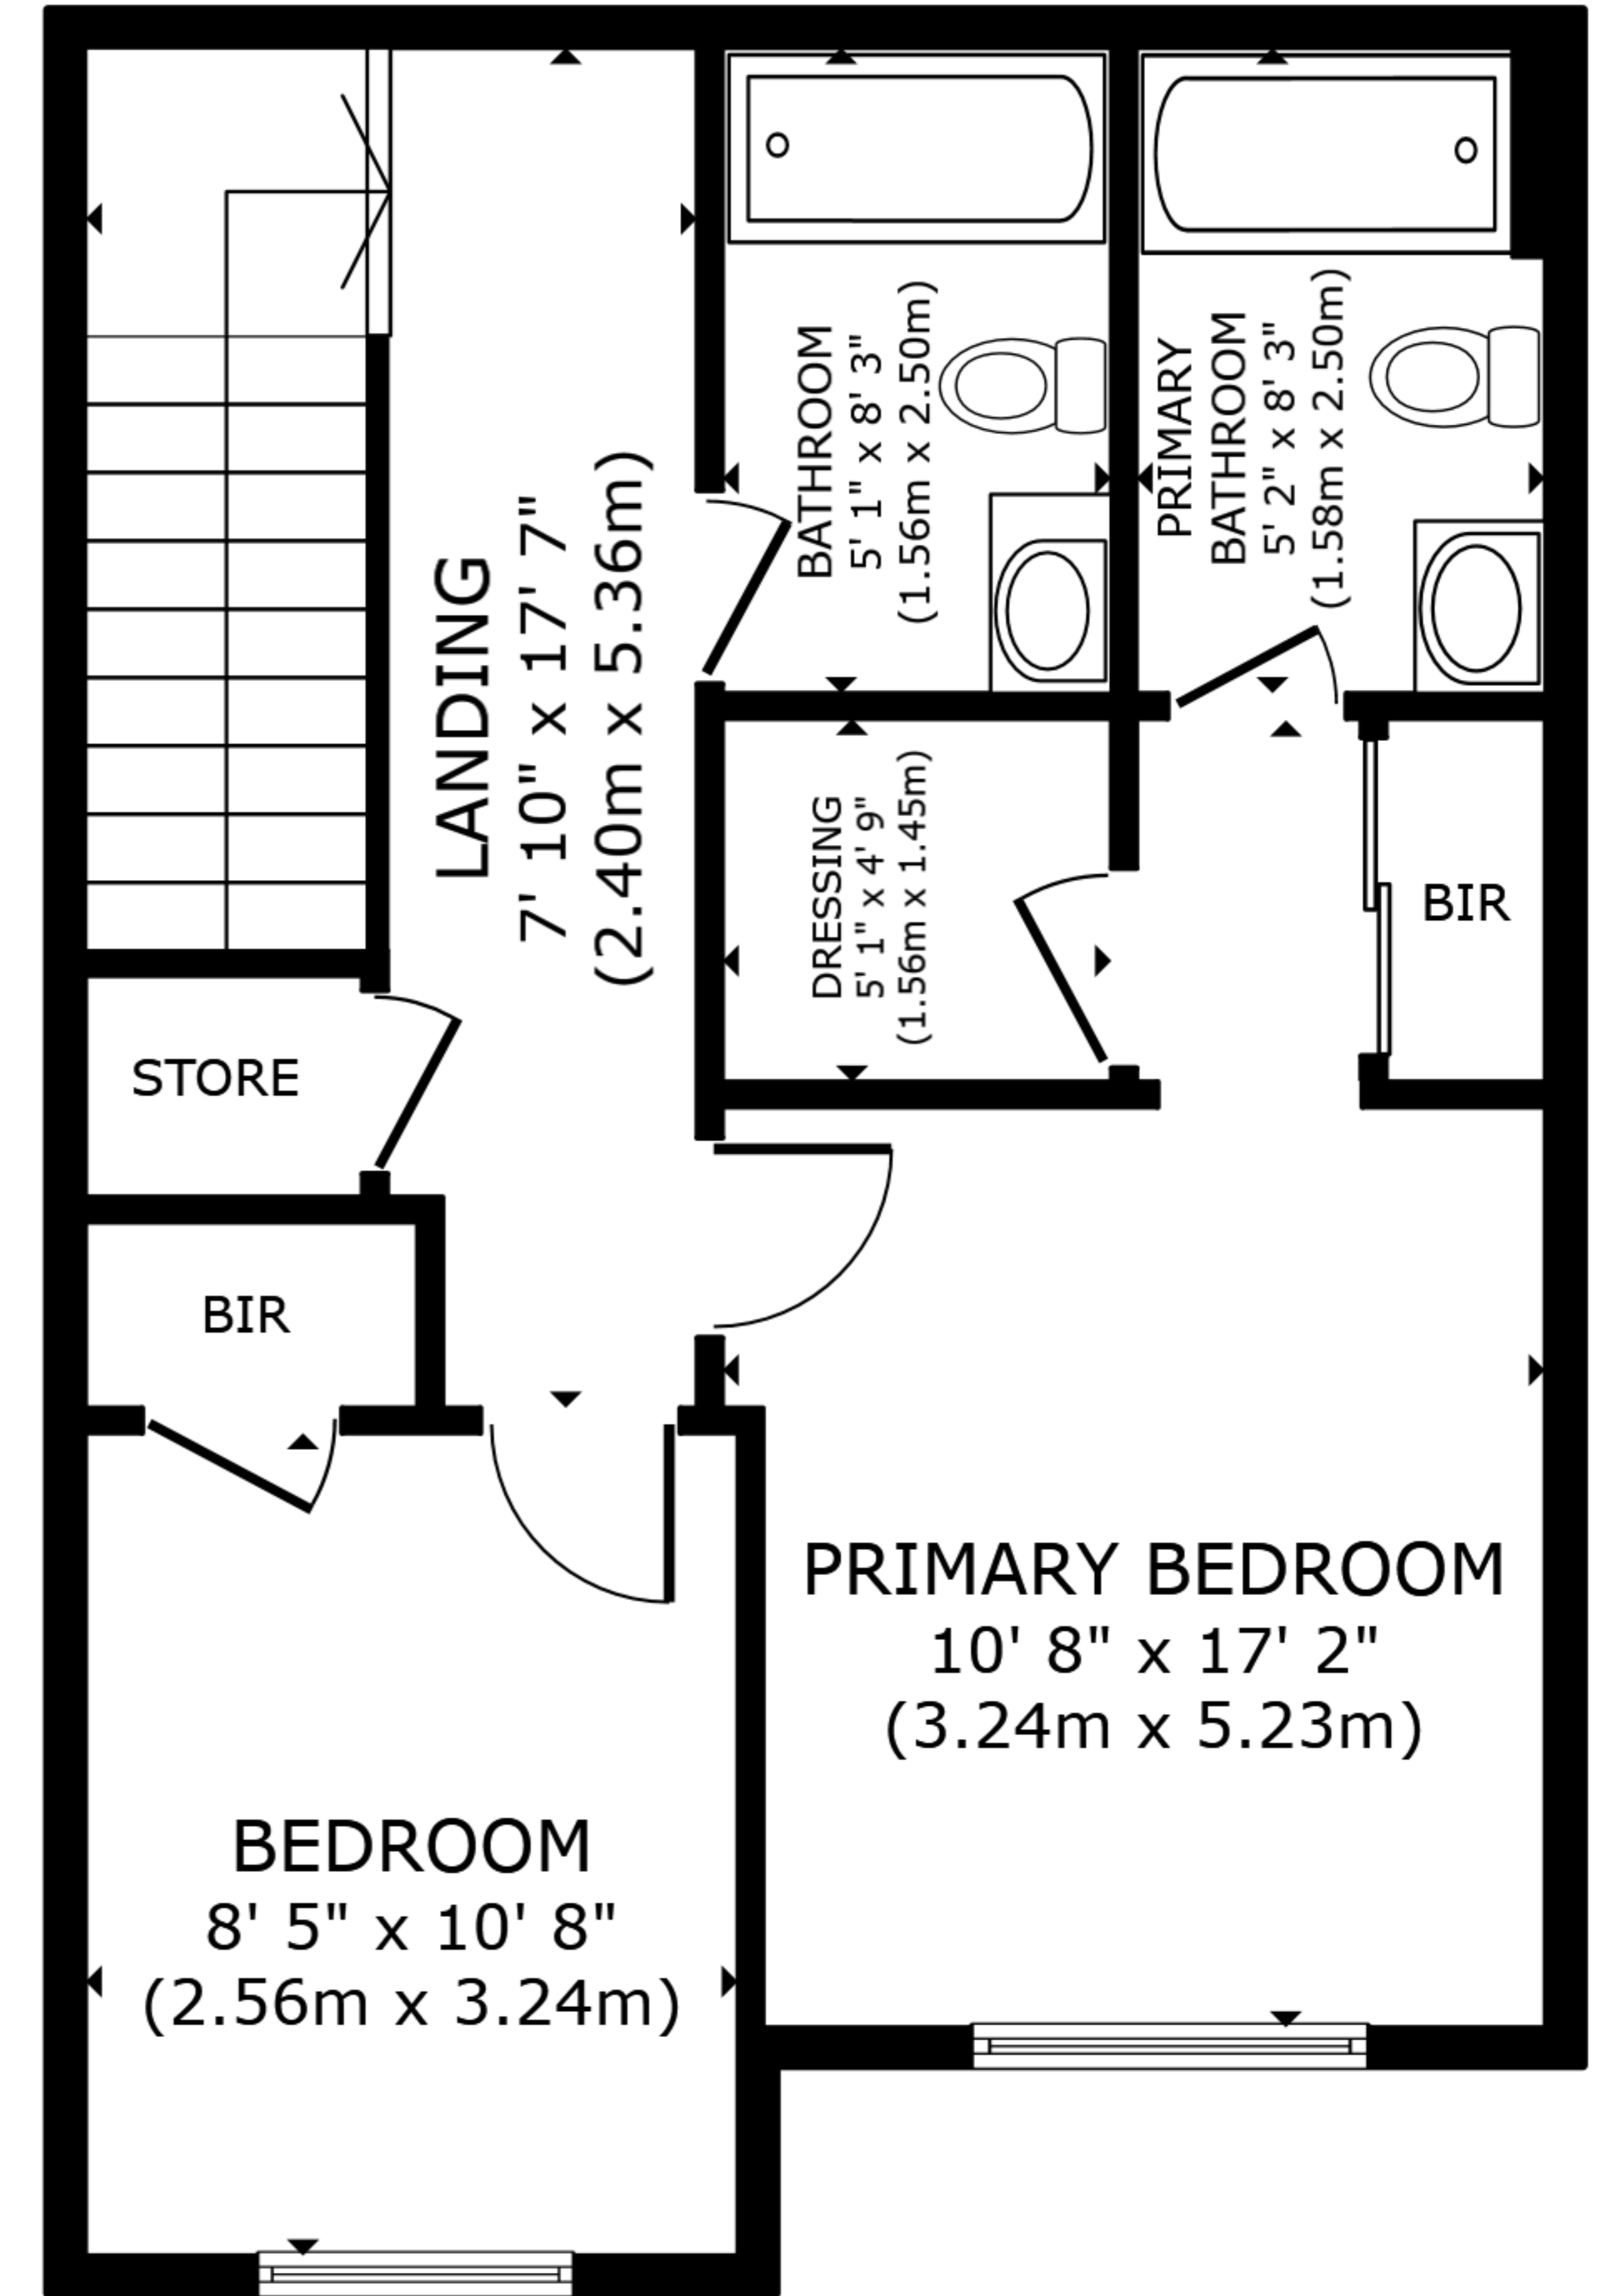 LANDING
7' 10" x 17' 7"
(2.40m x 5.36m)
BATHROOM
5' 1" x 8' 3"
(1.56m x 2.50m)
PRIMARY
BATHROOM
5' 2" x 8' 3"
(1.58m x 2.50m)
DRESSING
5' 1" x 4' 9"
(1.56m x 1.45m)
BIR
STORE
BIR
PRIMARY BEDROOM
10' 8" x 17' 2"
(3.24m x 5.23m)
BEDROOM
8' 5" x 10' 8"
(2.56m x 3.24m)